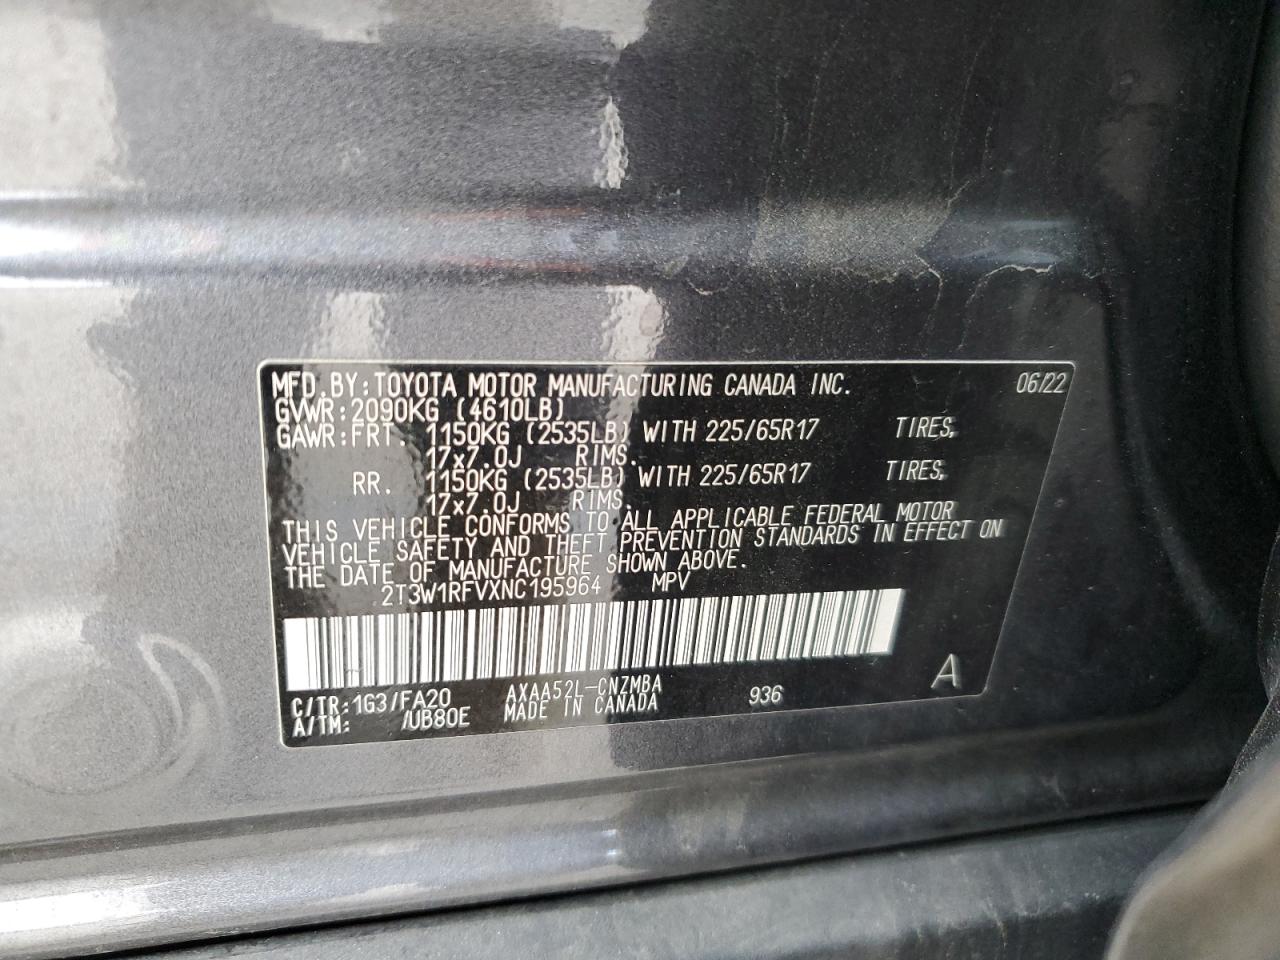 MFD. BY: TOYOTA MOTOR MANUFACTURING CANADA INC. 06/22
GVWR: 2090KG (4610LB)
GAWR: FRT. 1150KG (2535LB) WITH 225/65R17 TIRES,
17x7.0J RIMS.
RR. 1150KG (2535LB) WITH 225/65R17 TIRES,
17x7.0J RIMS.
THIS VEHICLE CONFORMS TO ALL APPLICABLE FEDERAL MOTOR
VEHICLE SAFETY AND THEFT PREVENTION STANDARDS IN EFFECT ON
THE DATE OF MANUFACTURE SHOWN ABOVE.
2T3W1RFVXNC195964 MPV
C/TR: 1G3/FA20 AXAA52L-CNZMBA 936 A
A/TM: /UB80E MADE IN CANADA